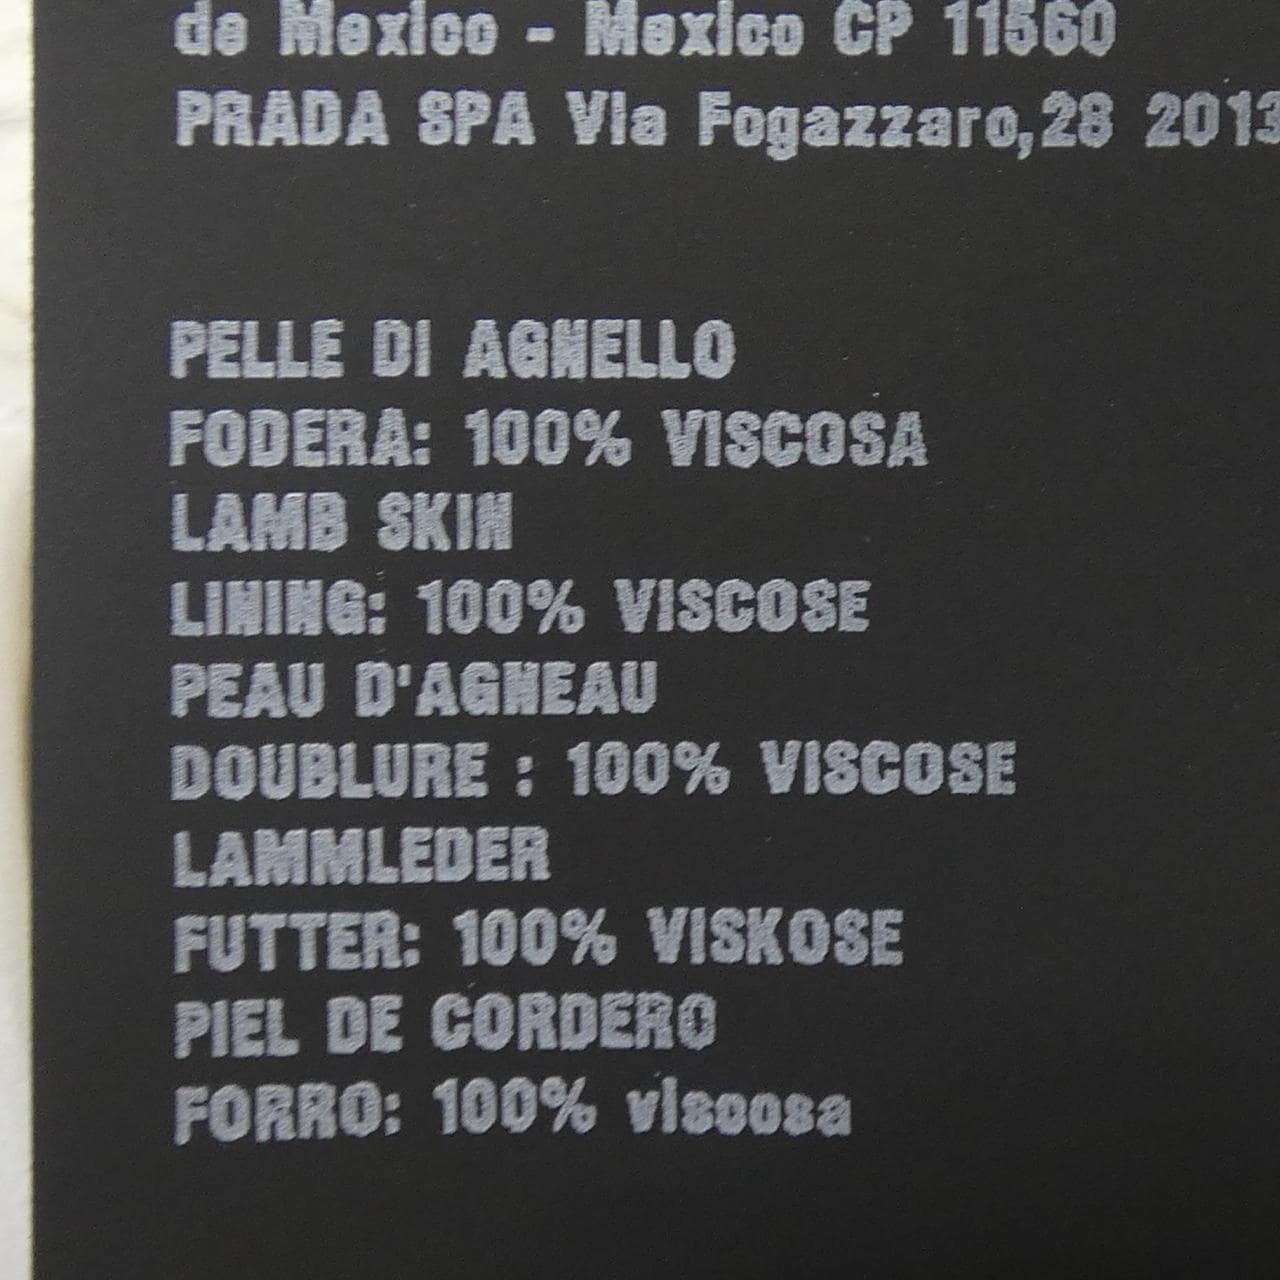 de Mexico - Mexico CP 11560
PRADA SPA Via Fogazzaro,28 2013
PELLE DI AGNELLO
FODERA: 100% VISCOSA
LAMB SKIN
LINING: 100% VISCOSE
PEAU D'AGNEAU
DOUBLURE : 100% VISCOSE
LAMMLEDER
FUTTER: 100% VISKOSE
PIEL DE CORDERO
FORRO: 100% viscosa